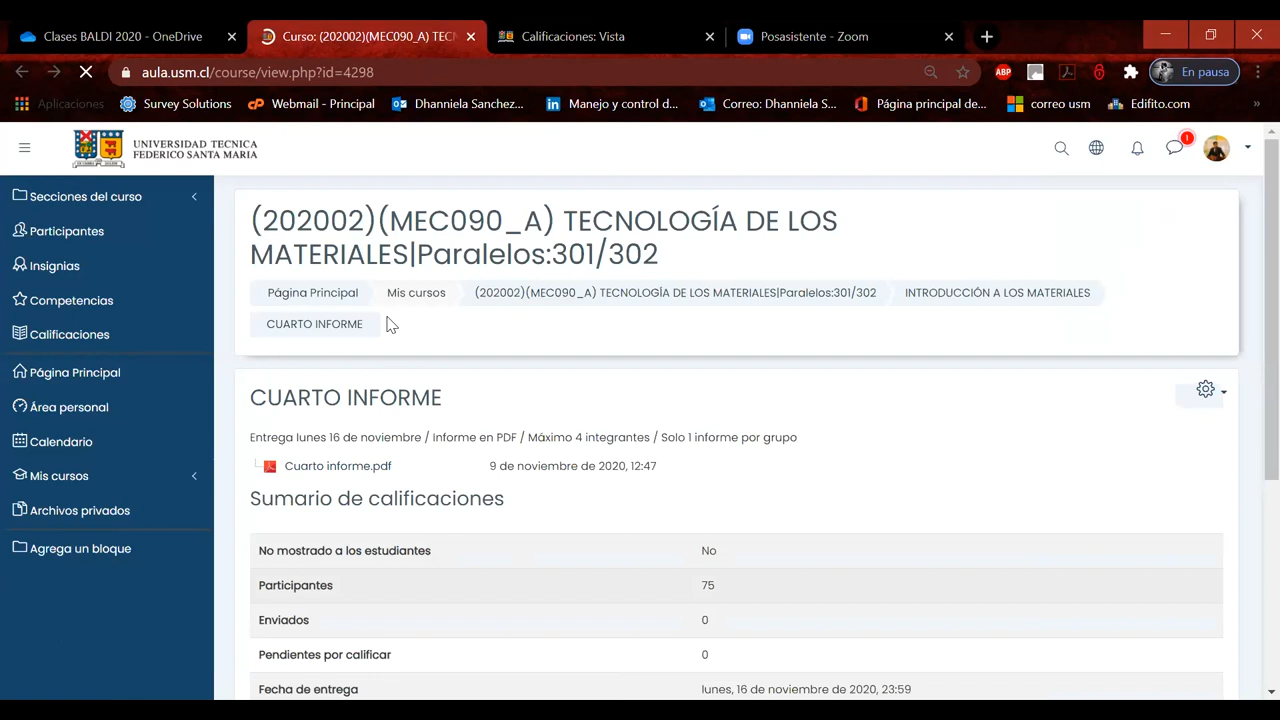 Clases BALDI 2020 - OneDrive
Curso: (202002)(MEC090_A) TECN
Calificaciones: Vista
Posasistente - Zoom
aula.usm.cl/course/view.php?id=4298
ABP
En pausa
Aplicaciones
Survey Solutions
Webmail - Principal
Dhanniela Sanchez...
Manejo y control d...
Correo: Dhanniela S...
Página principal de...
correo usm
Edifito.com
»
UNIVERSIDAD TECNICA
FEDERICO SANTA MARIA
1
Secciones del curso
Participantes
Insignias
Competencias
Calificaciones
Página Principal
Área personal
Calendario
Mis cursos
Archivos privados
Agrega un bloque
(202002)(MEC090_A) TECNOLOGÍA DE LOS
MATERIALES|Paralelos:301/302
Página Principal
Mis cursos
(202002)(MEC090_A) TECNOLOGÍA DE LOS MATERIALES|Paralelos:301/302
INTRODUCCIÓN A LOS MATERIALES
CUARTO INFORME
CUARTO INFORME
Entrega lunes 16 de noviembre / Informe en PDF / Máximo 4 integrantes / Solo 1 informe por grupo
Cuarto informe.pdf 9 de noviembre de 2020, 12:47
Sumario de calificaciones
No mostrado a los estudiantes No
Participantes 75
Enviados 0
Pendientes por calificar 0
Fecha de entrega lunes, 16 de noviembre de 2020, 23:59